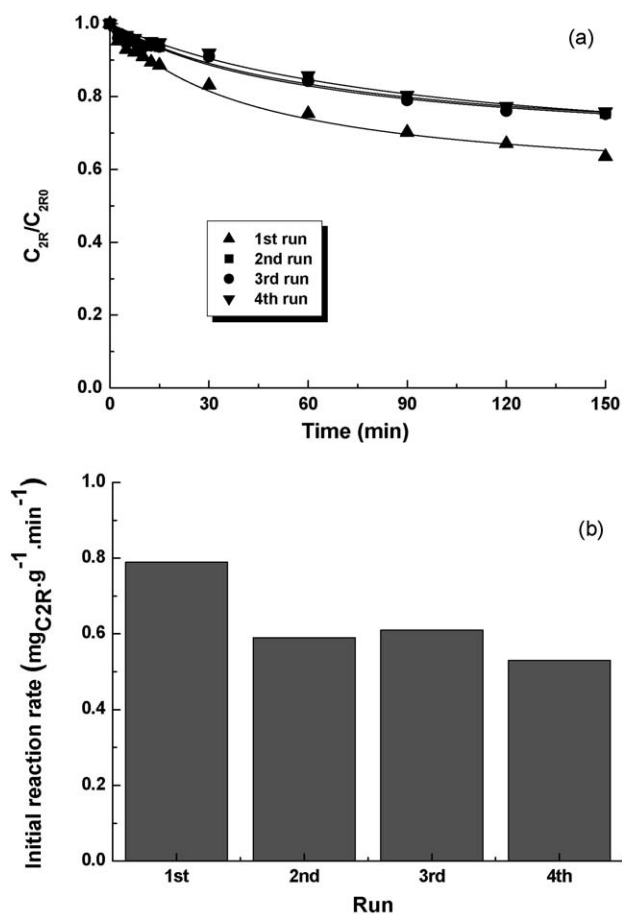 (a)
1.0
0.8
0.6
0.4
0.2
0.0
C2R/C2R0
1st run
2nd run
3rd run
4th run
0 30 60 90 120 150
Time (min)
(b)
1.0
0.8
0.6
0.4
0.2
0.0
Initial reaction rate (mgC2R.g-1.min-1)
1st 2nd 3rd 4th
Run